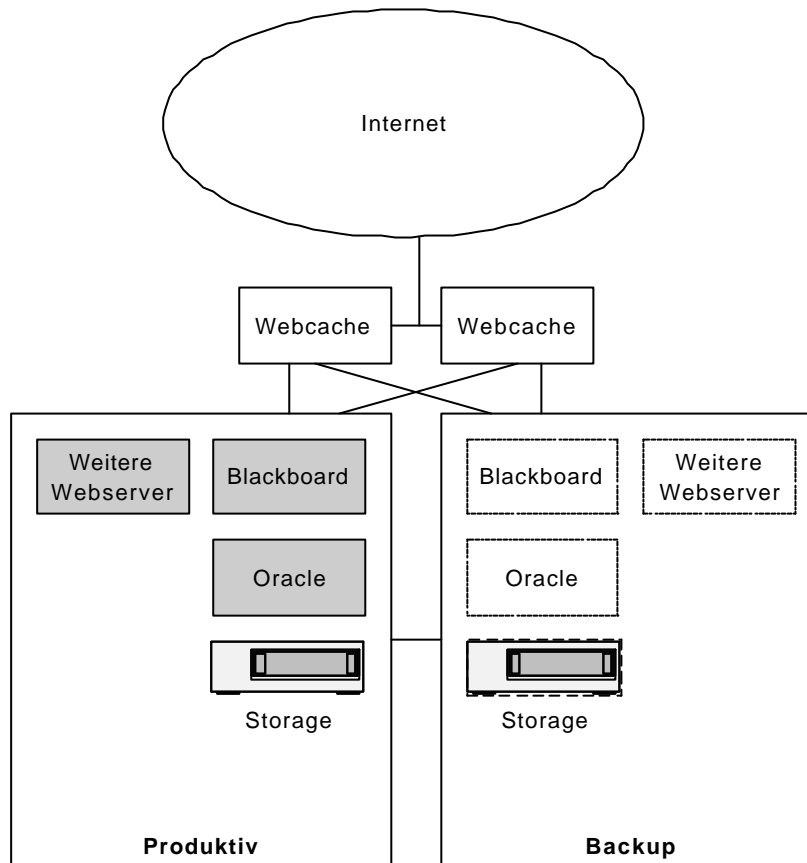 Internet
Webcache
Webcache
Weitere
Webserver
Blackboard
Oracle
Storage
Produktiv
Blackboard
Weitere
Webserver
Oracle
Storage
Backup